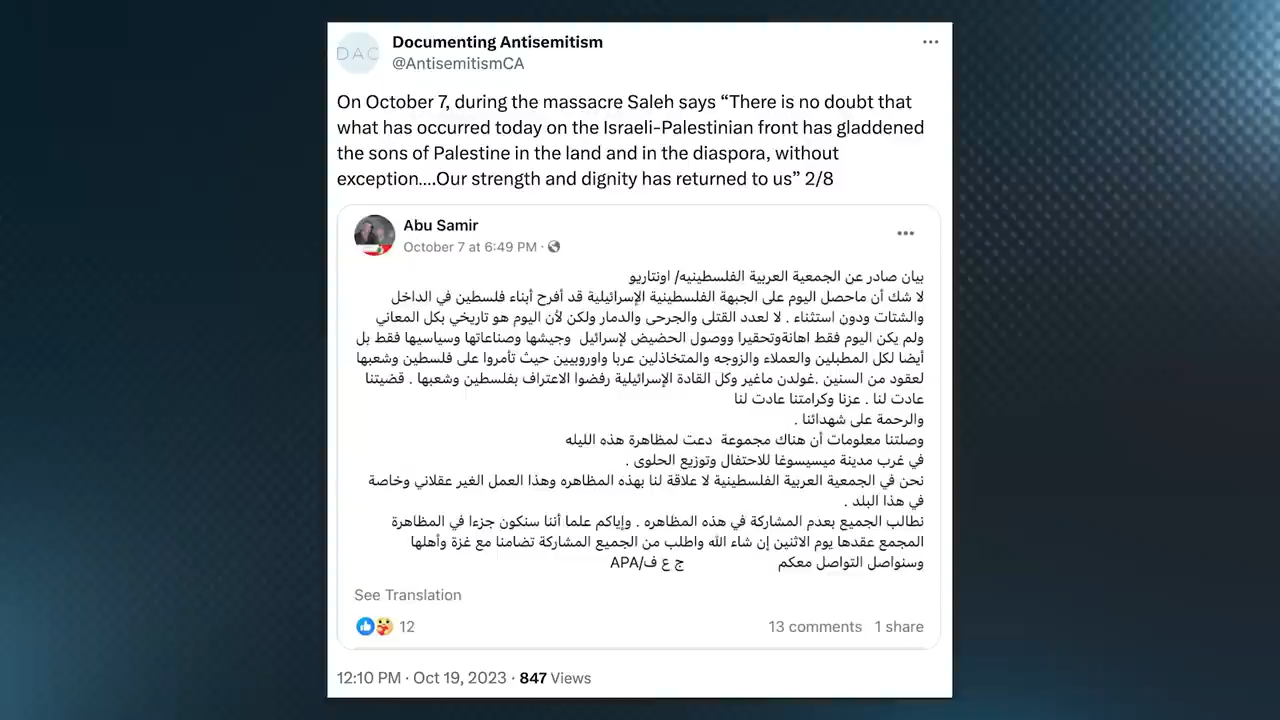 DAC
Documenting Antisemitism
@AntisemitismCA
On October 7, during the massacre Saleh says “There is no doubt that
what has occurred today on the Israeli-Palestinian front has gladdened
the sons of Palestine in the land and in the diaspora, without
exception....Our strength and dignity has returned to us” 2/8
Abu Samir
October 7 at 6:49 PM ·
بيان صادر عن الجمعية العربية الفلسطينيه/ اونتاريو
لا شك أن ماحصل اليوم على الجبهة الفلسطينية الإسرائيلية قد أفرح أبناء فلسطين في الداخل
والشتات ودون استثناء . لا لعدد القتلى والجرحى والدمار ولكن لأن اليوم هو تاريخي بكل المعاني
ولم يكن اليوم فقط اهانةوتحقيرا ووصول الحضيض لإسرائيل وجيشها وصناعاتها وسياسيها فقط بل
أيضا لكل المطبلين والعملاء والزوجه والمتخاذلين عربا واوروبيين حيث تأمروا على فلسطين وشعبها
لعقود من السنين .غولدن ماغير وكل القادة الإسرائيلية رفضوا الاعتراف بفلسطين وشعبها . قضيتنا
عادت لنا . عزنا وكرامتنا عادت لنا
والرحمة على شهدائنا .
وصلتنا معلومات أن هناك مجموعة دعت لمظاهرة هذه الليله
في غرب مدينة ميسيسوغا للاحتفال وتوزيع الحلوى .
نحن في الجمعية العربية الفلسطينية لا علاقة لنا بهذه المظاهره وهذا العمل الغير عقلاني وخاصة
في هذا البلد .
نطالب الجميع بعدم المشاركة في هذه المظاهره . وإياكم علما أننا سنكون جزءا في المظاهرة
المجمع عقدها يوم الاثنين إن شاء الله واطلب من الجميع المشاركة تضامنا مع غزة وأهلها
وسنواصل التواصل معكم ج ع ف/APA
See Translation
12
13 comments 1 share
12:10 PM · Oct 19, 2023 · 847 Views